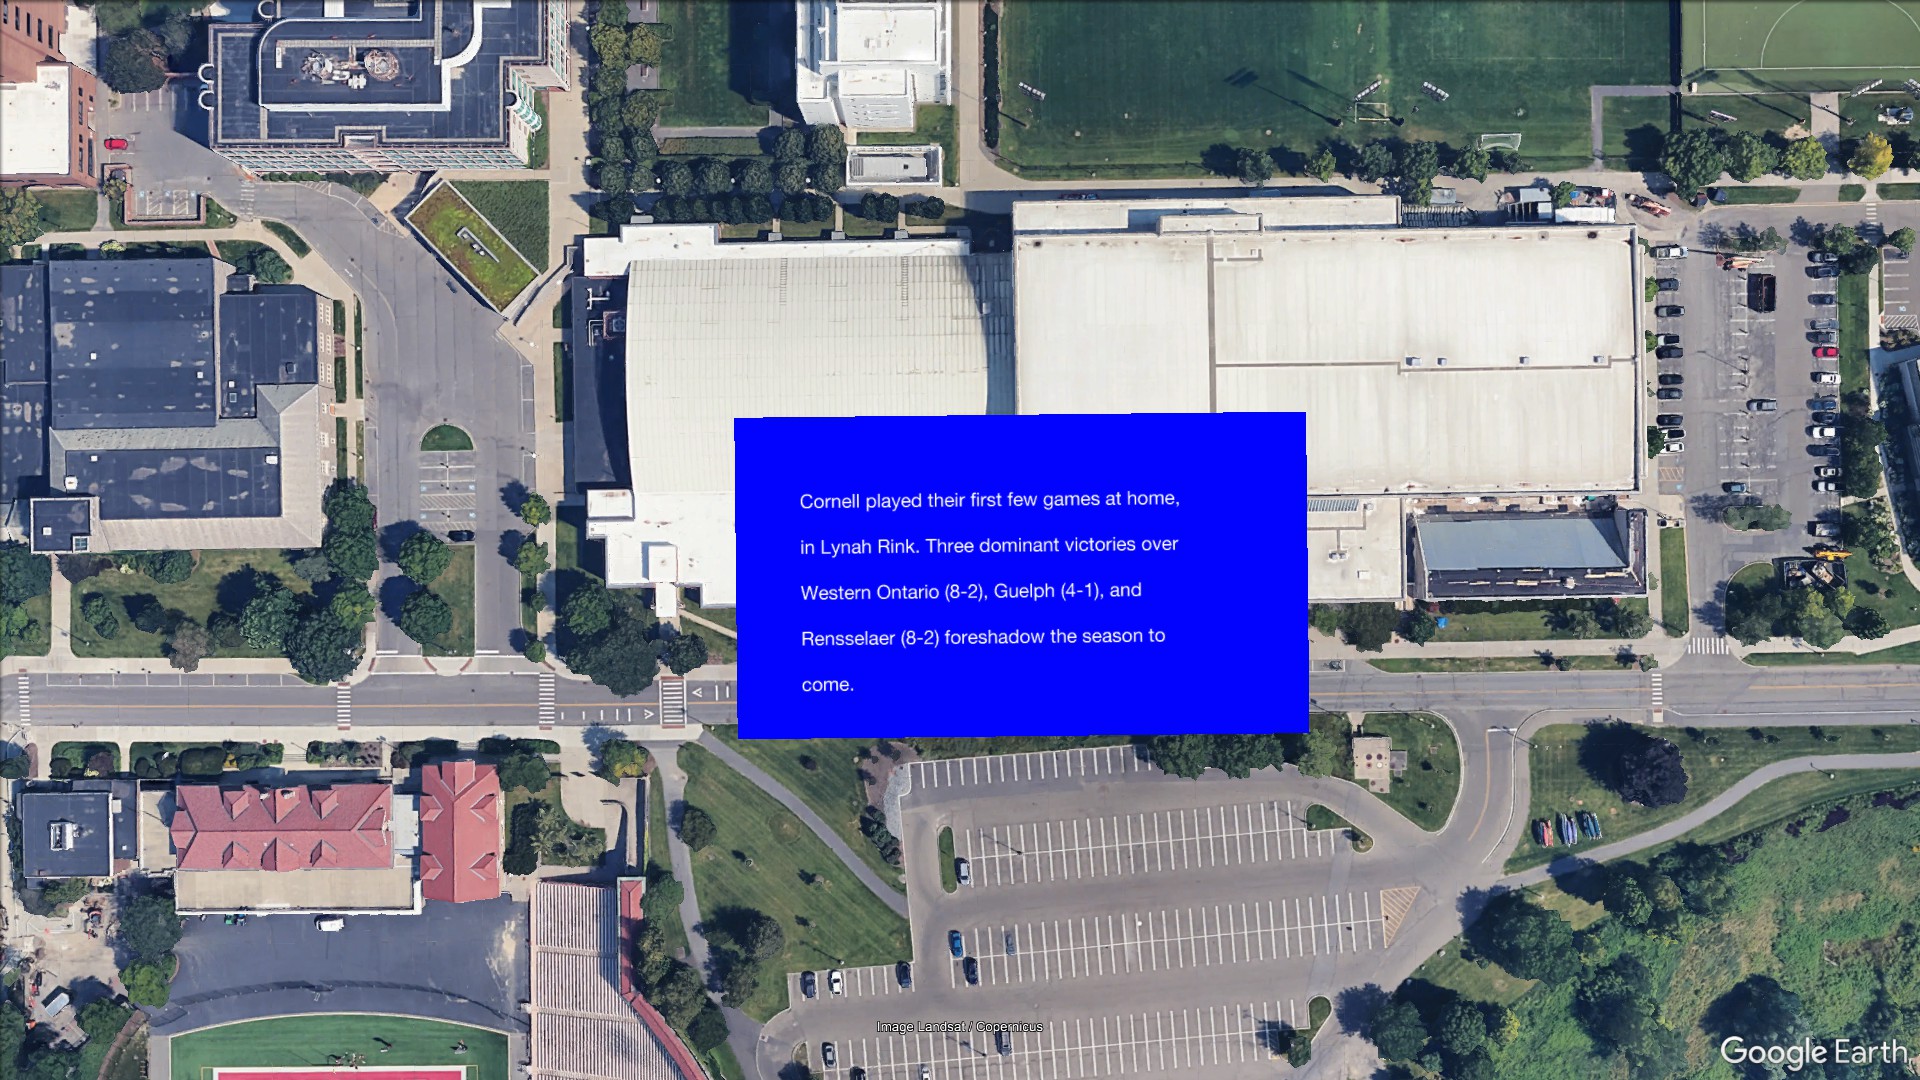 Cornell played their first few games at home,
in Lynah Rink. Three dominant victories over
Western Ontario (8-2), Guelph (4-1), and
Rensselaer (8-2) foreshadow the season to
come.
Image Landsat / Copernicus
Google Earth